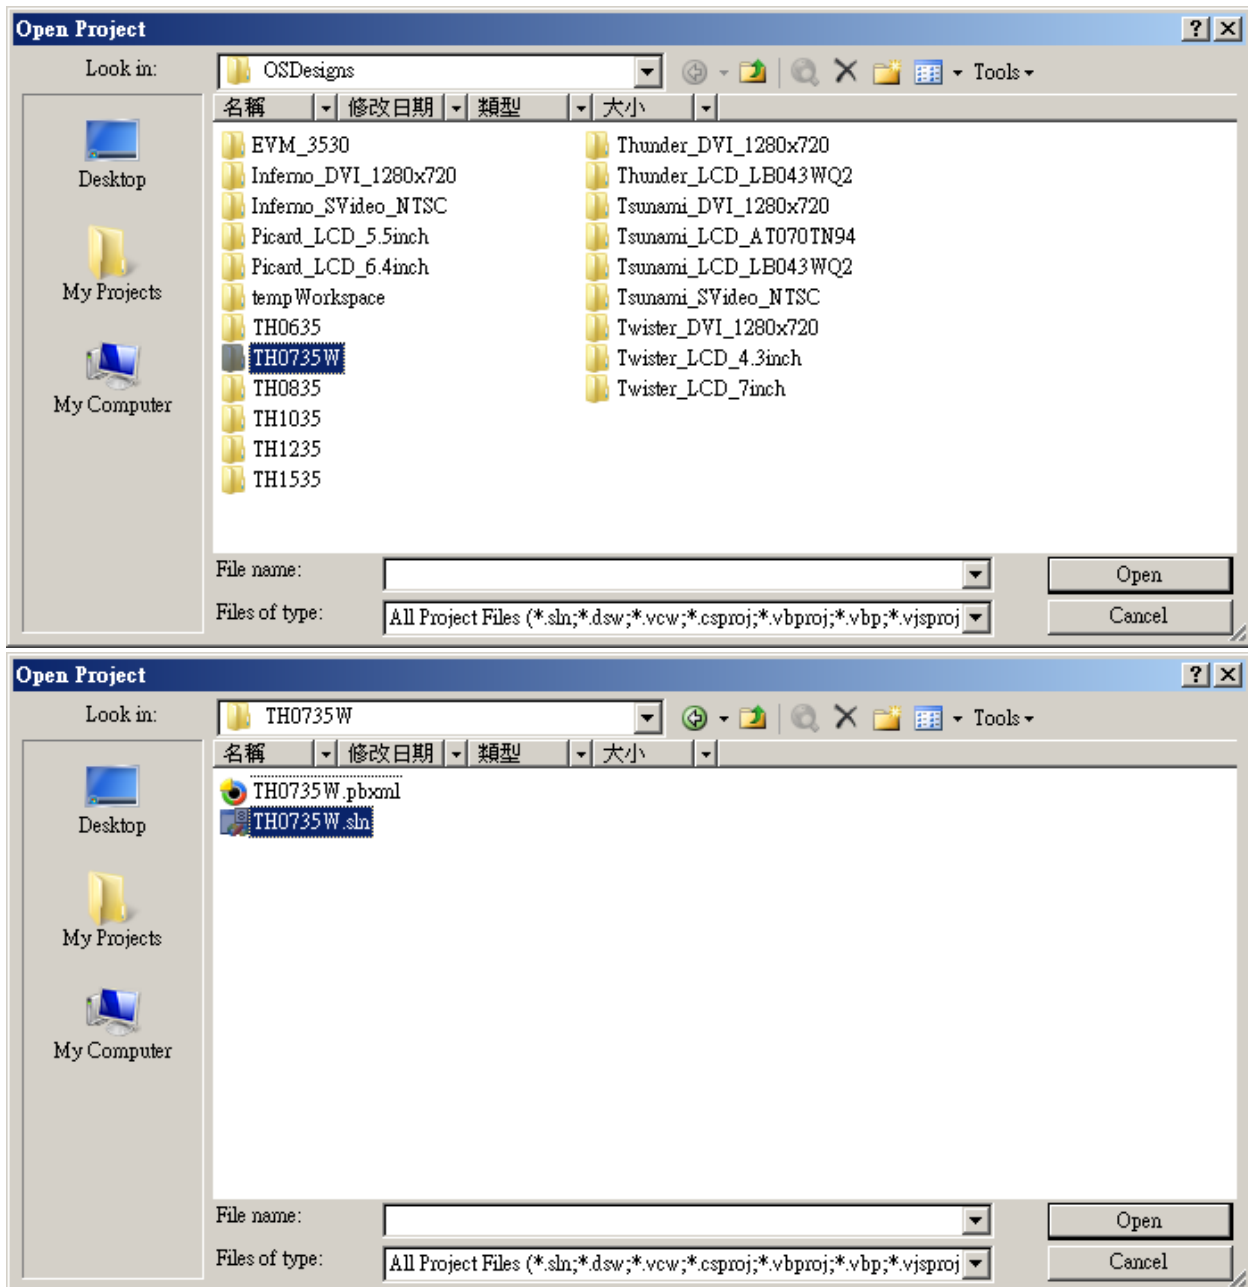 Open Project
Look in:
OSDesigns
Tools
名稱 修改日期 類型 大小
Desktop
My Projects
My Computer
EVM_3530
Inferno_DVI_1280x720
Inferno_SVideo_NTSC
Picard_LCD_5.5inch
Picard_LCD_6.4inch
tempWorkspace
TH0635
TH0735W
TH0835
TH1035
TH1235
TH1535
Thunder_DVI_1280x720
Thunder_LCD_LB043WQ2
Tsunami_DVI_1280x720
Tsunami_LCD_AT070TN94
Tsunami_LCD_LB043WQ2
Tsunami_SVideo_NTSC
Twister_DVI_1280x720
Twister_LCD_4.3inch
Twister_LCD_7inch
File name:
Open
Files of type:
All Project Files (*.sln;*.dsw;*.vcw;*.csproj;*.vbproj;*.vbp;*.vjsproj
Cancel
Open Project
Look in:
TH0735W
Tools
名稱 修改日期 類型 大小
Desktop
My Projects
My Computer
TH0735W.pbxml
TH0735W.sln
File name:
Open
Files of type:
All Project Files (*.sln;*.dsw;*.vcw;*.csproj;*.vbproj;*.vbp;*.vjsproj
Cancel